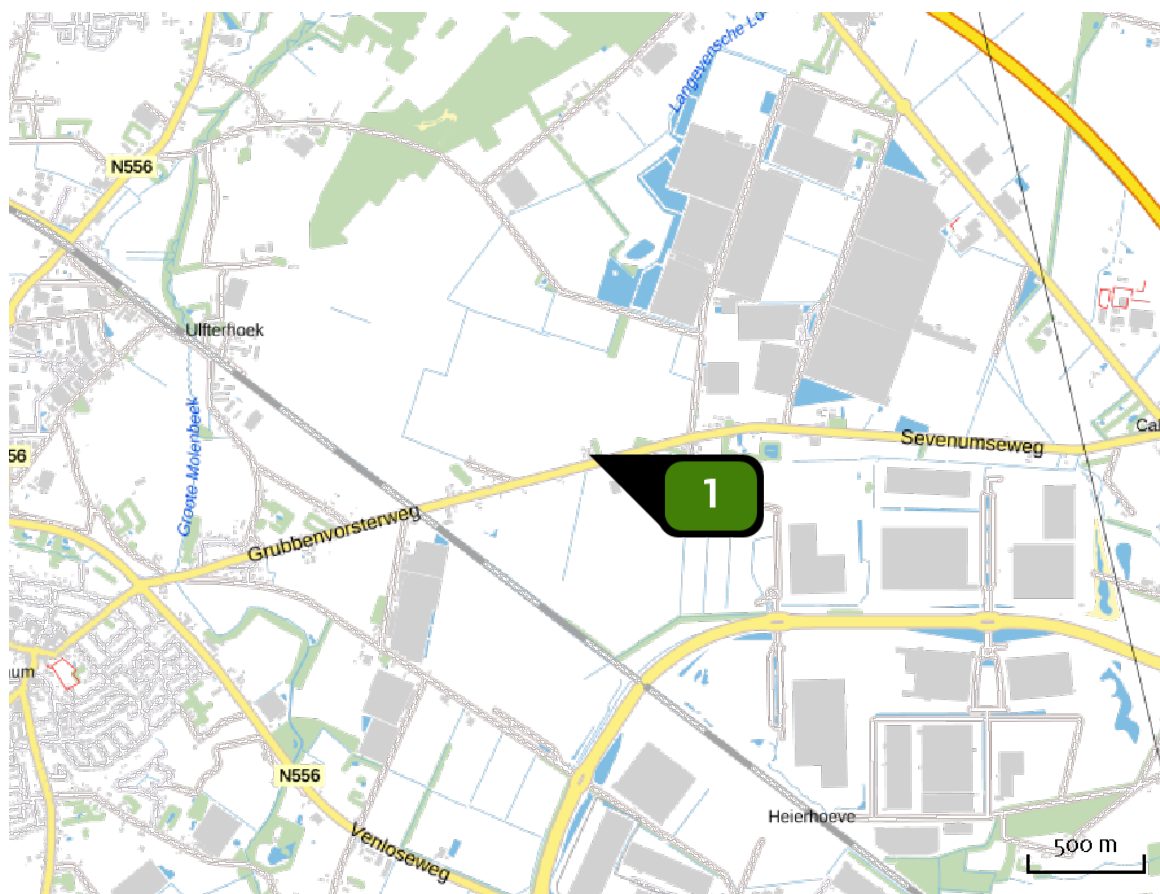 Langevensche Lo
N556
Ulfterhoek
Groote Molenbeek
56
Sevenumseweg
Cal
1
Grubbenvorsterweg
um
N556
Heierhoeve
Venloseweg
500 m